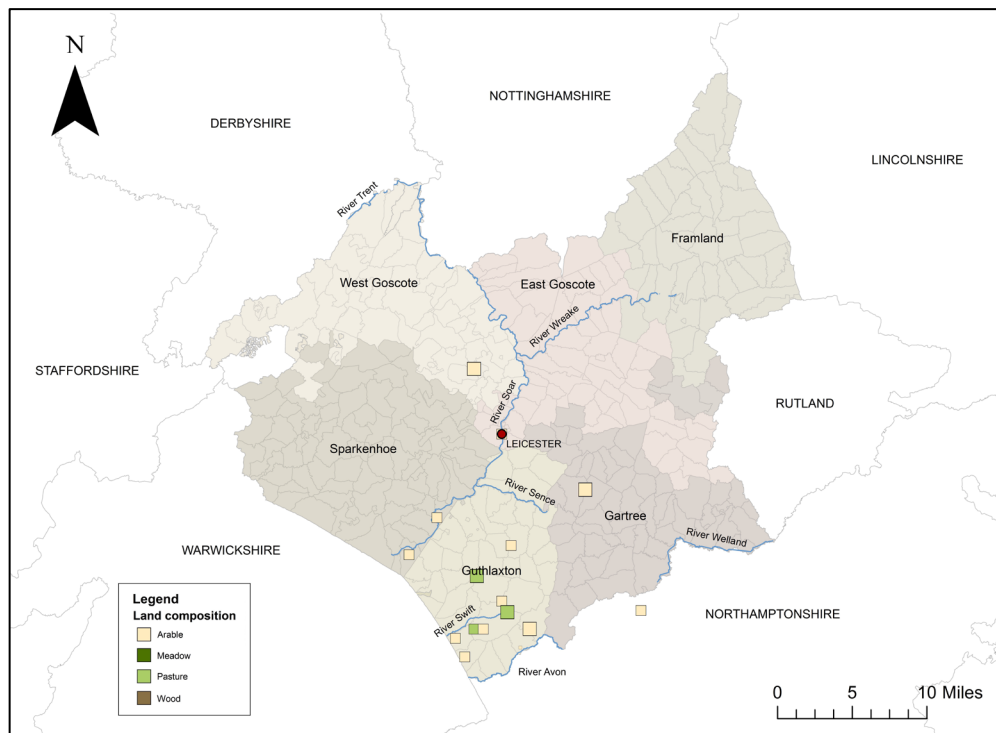 N
NOTTINGHAMSHIRE
DERBYSHIRE
LINCOLNSHIRE
River Trent
Framland
West Goscote
East Goscote
River Wreake
STAFFORDSHIRE
RUTLAND
River Soar
LEICESTER
Sparkenhoe
River Sence
Gartree
River Welland
WARWICKSHIRE
Guthlaxton
NORTHAMPTONSHIRE
River Swift
River Avon
Legend
Land composition
Arable
Meadow
Pasture
Wood
0 5 10 Miles